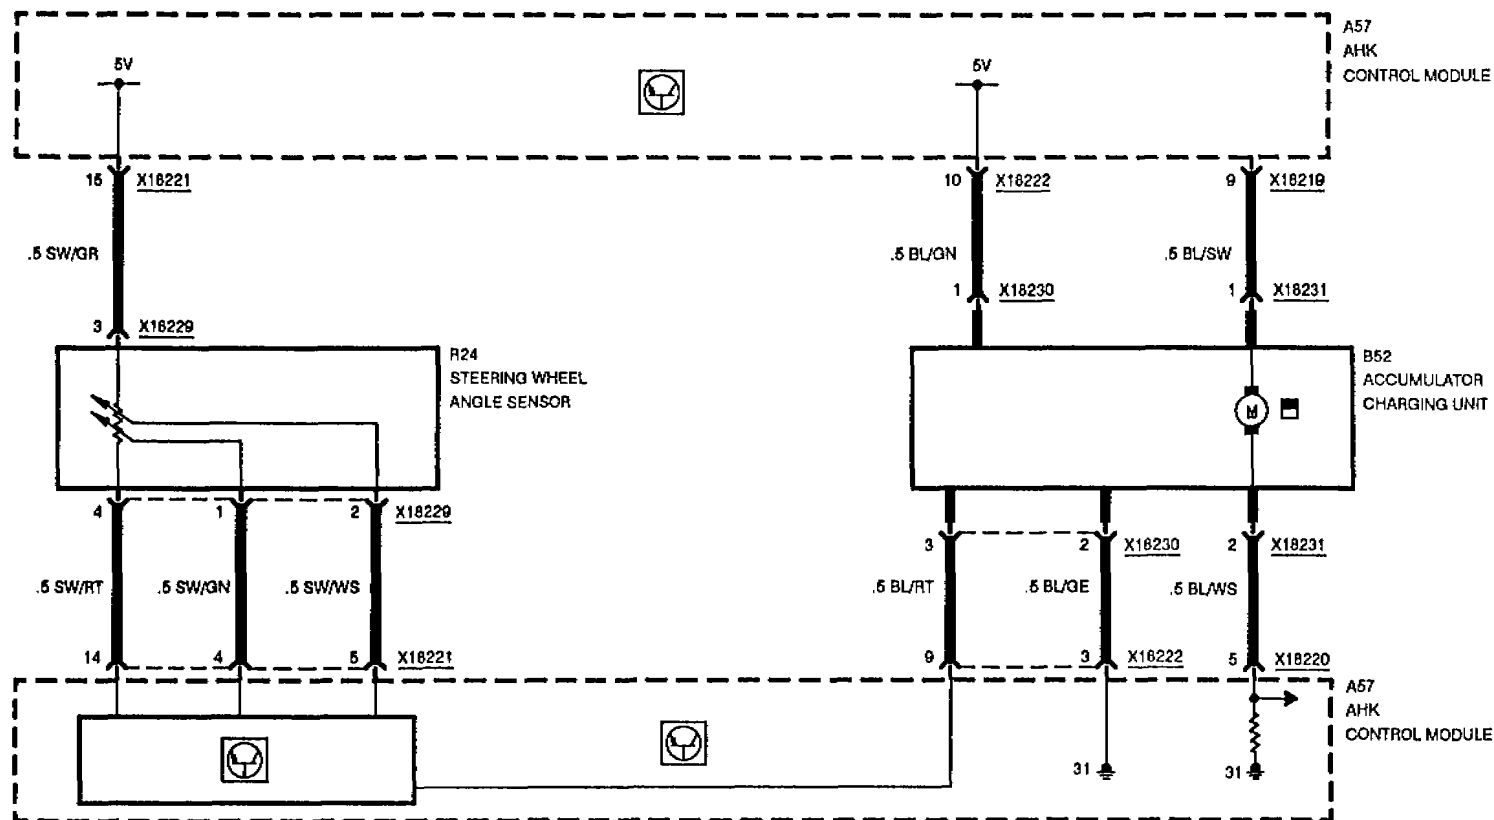 A57
AHK
CONTROL MODULE
5V
5V
15 X18221
10 X18222
9 X18219
.5 SW/GR
.5 BL/GN
.5 BL/SW
1 X18230
1 X18231
3 X18229
R24
STEERING WHEEL
ANGLE SENSOR
B52
ACCUMULATOR
CHARGING UNIT
M
4 1 2 X18229
3 2 X18230
2 X18231
.5 SW/RT .5 SW/GN .5 SW/WS
.5 BL/RT .5 BL/GE .5 BL/WS
14 4 5 X18221
9 3 X18222
5 X18220
A57
AHK
CONTROL MODULE
31
31